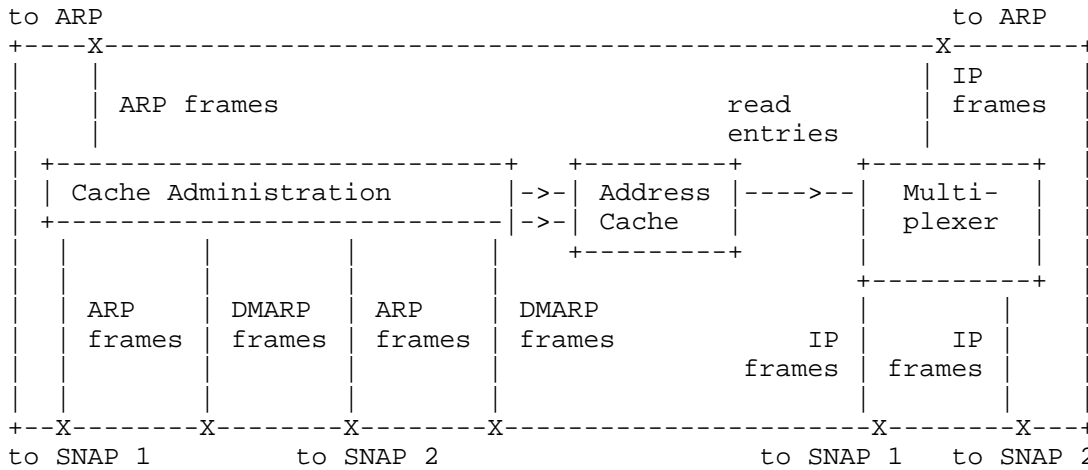 to ARP to ARP
IP
ARP frames read frames
entries
Cache Administration Address Multi-
Cache plexer
ARP DMARP ARP DMARP
frames frames frames frames IP IP
frames frames
to SNAP 1 to SNAP 2 to SNAP 1 to SNAP 2